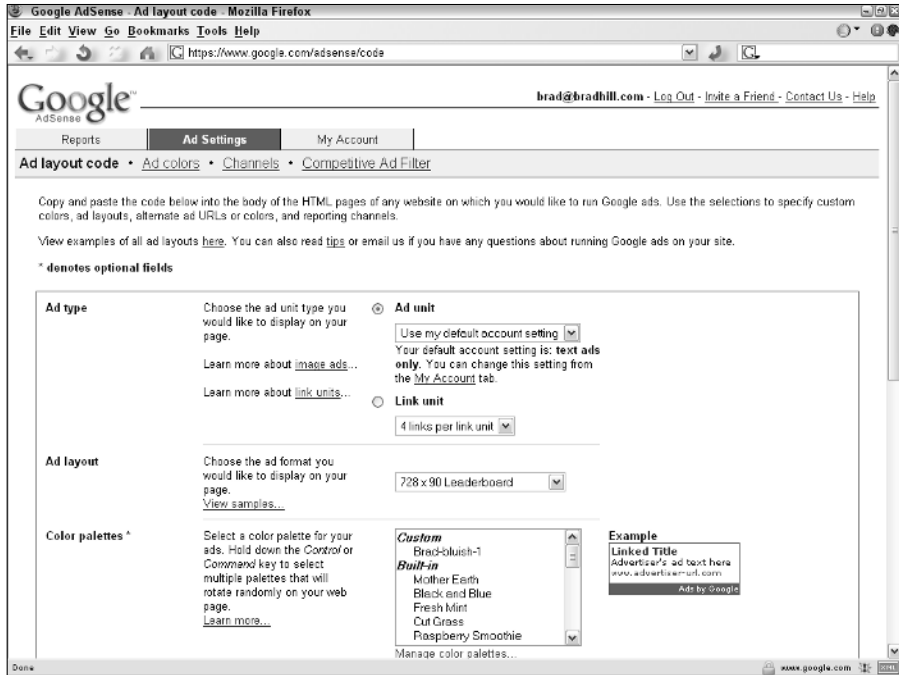 Google AdSense - Ad layout code - Mozilla Firefox
File Edit View Go Bookmarks Tools Help
https://www.google.com/adsense/code
Google™
AdSense
brad@bradhill.com - Log Out - Invite a Friend - Contact Us - Help
Reports
Ad Settings
My Account
Ad layout code • Ad colors • Channels • Competitive Ad Filter
Copy and paste the code below into the body of the HTML pages of any website on which you would like to run Google ads. Use the selections to specify custom
colors, ad layouts, alternate ad URLs or colors, and reporting channels.
View examples of all ad layouts here. You can also read tips or email us if you have any questions about running Google ads on your site.
* denotes optional fields
Ad type
Choose the ad unit type you
would like to display on your
page.
Learn more about image ads...
Learn more about link units...
Ad unit
Use my default account setting
Your default account setting is: text ads
only. You can change this setting from
the My Account tab.
Link unit
4 links per link unit
Ad layout
Choose the ad format you
would like to display on your
page.
View samples...
728 x 90 Leaderboard
Color palettes *
Select a color palette for your
ads. Hold down the Control or
Command key to select
multiple palettes that will
rotate randomly on your web
page.
Learn more...
Custom
Brad-bluish-1
Built-in
Mother Earth
Black and Blue
Fresh Mint
Cut Grass
Raspberry Smoothie
Manage color palettes...
Example
Linked Title
Advertiser's ad text here
www.advertiser-url.com
Ads by Google
Done
www.google.com